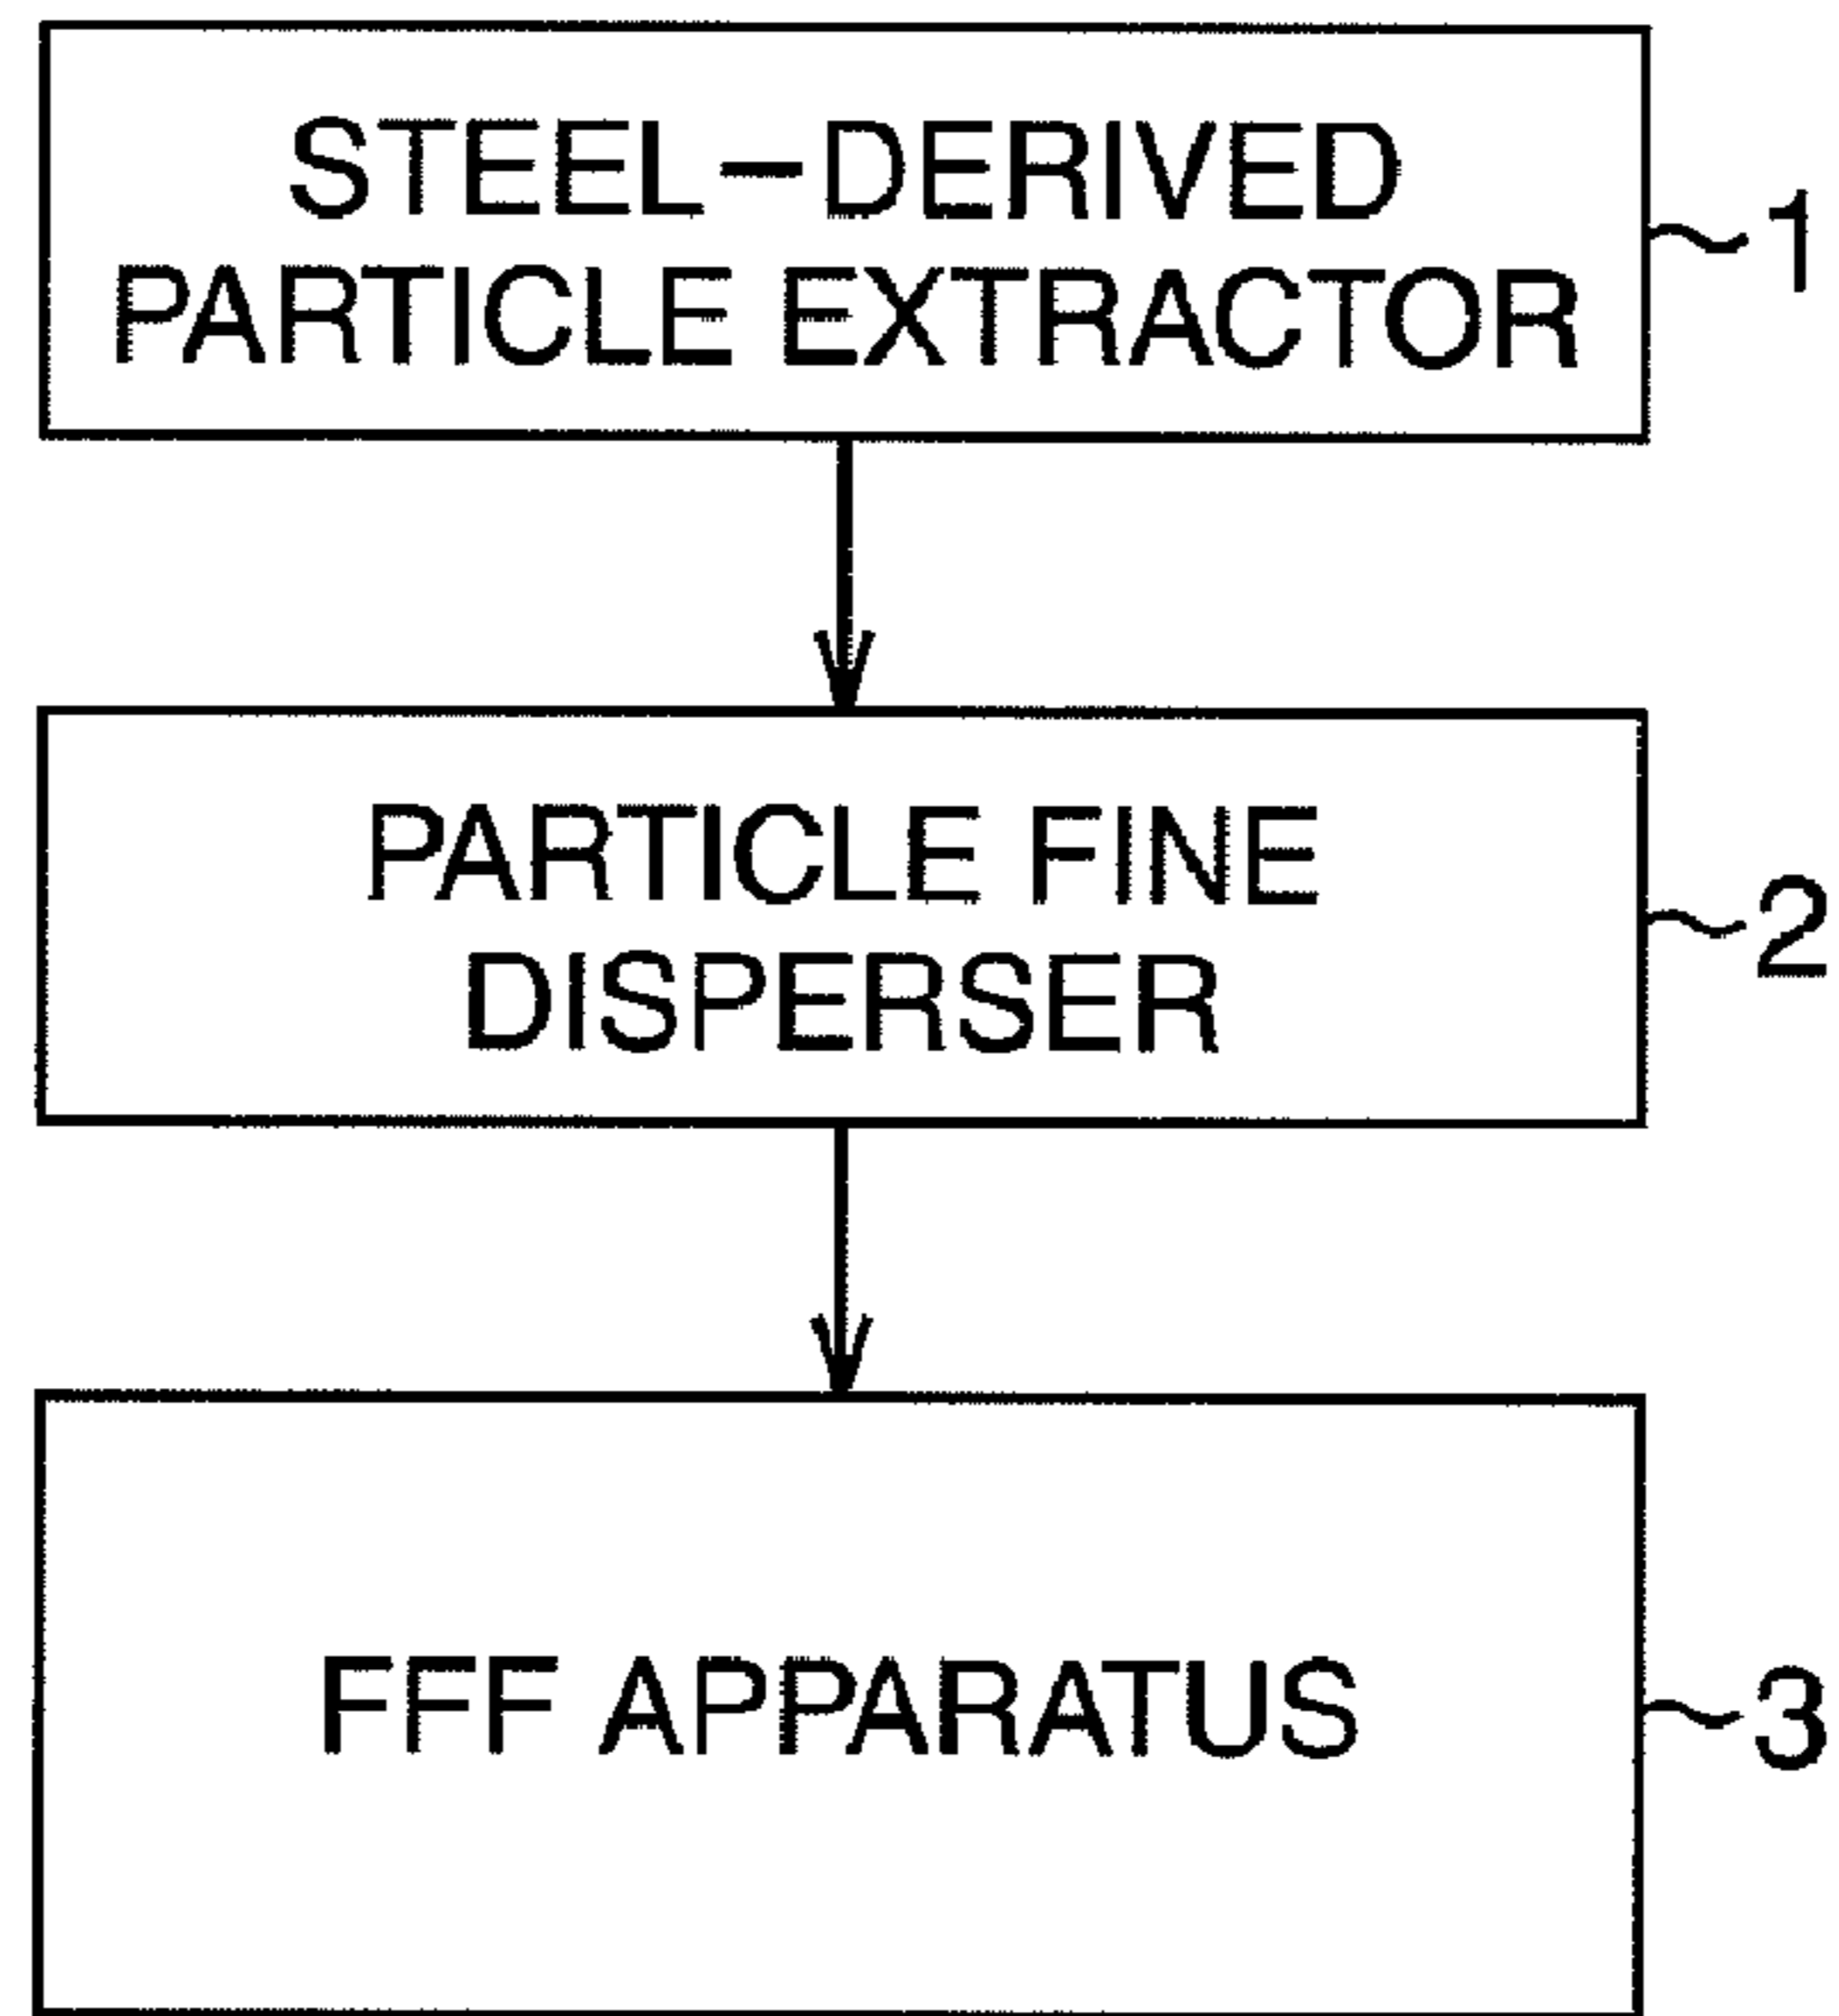 STEEL-DERIVED
PARTICLE EXTRACTOR
1
PARTICLE FINE
DISPERSER
2
FFF APPARATUS
3